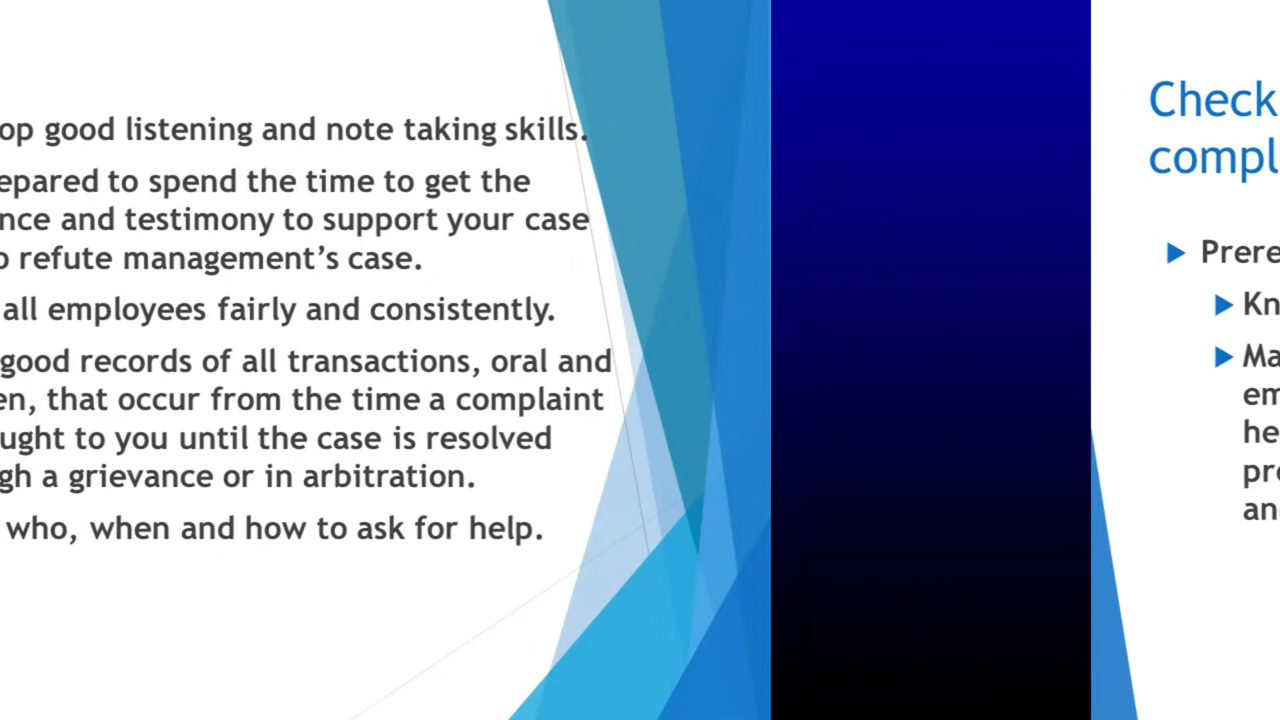 op good listening and note taking skills.
epared to spend the time to get the
nce and testimony to support your case
o refute management's case.
all employees fairly and consistently.
good records of all transactions, oral and
en, that occur from the time a complaint
ught to you until the case is resolved
gh a grievance or in arbitration.
who, when and how to ask for help.
Check
compl
Prere
Kn
Ma
em
he
pro
an